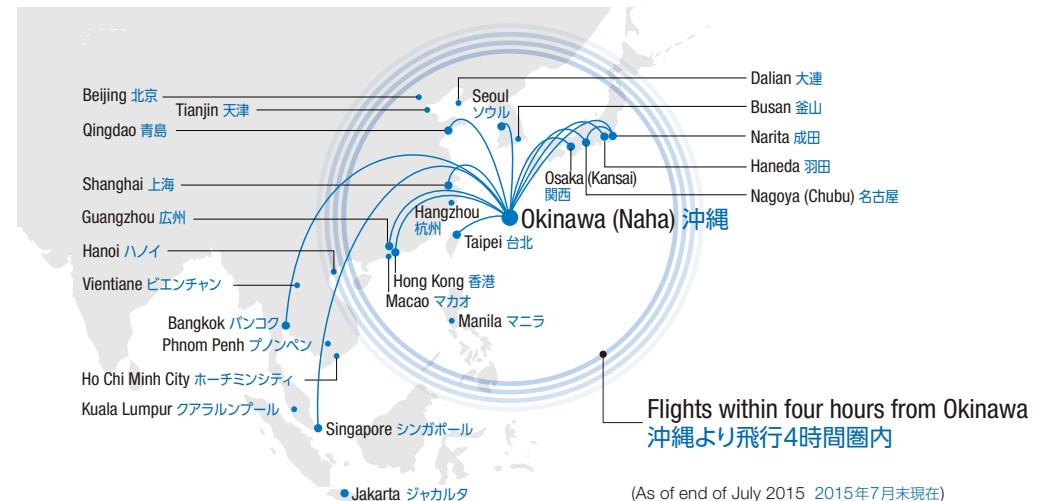 Beijing 北京
Tianjin 天津
Qingdao 青島
Shanghai 上海
Guangzhou 広州
Hanoi ハノイ
Vientiane ビエンチャン
Bangkok バンコク
Phnom Penh プノンペン
Ho Chi Minh City ホーチミンシティ
Kuala Lumpur クアラルンプール
Singapore シンガポール
Jakarta ジャカルタ
Seoul
ソウル
Hangzhou
杭州
Osaka (Kansai)
関西
Okinawa (Naha) 沖縄
Taipei 台北
Hong Kong 香港
Macao マカオ
Manila マニラ
Dalian 大連
Busan 釜山
Narita 成田
Haneda 羽田
Nagoya (Chubu) 名古屋
Flights within four hours from Okinawa
沖縄より飛行4時間圏内
(As of end of July 2015 2015年7月末現在)